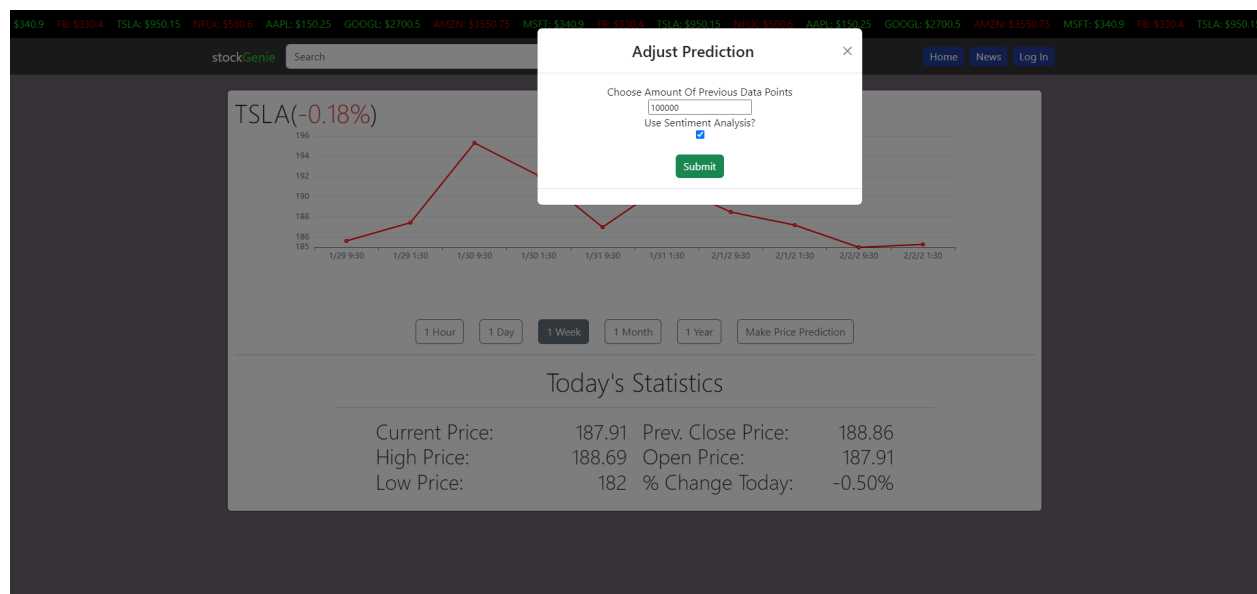 $340.9 FB: $330.4 TSLA: $950.15 NFLX: $580.6 AAPL: $150.25 GOOGL: $2700.5 AMZN: $3550.75 MSFT: $340.9 FB: $330.4 TSLA: $950.15 NFLX: $580.6 AAPL: $150.25 GOOGL: $2700.5 AMZN: $3550.75 MSFT: $340.9 FB: $330.4 TSLA: $950.15
stockGenie Search Home News Log In
Adjust Prediction ×
Choose Amount Of Previous Data Points
100000
Use Sentiment Analysis?
Submit
TSLA(-0.18%)
196
194
192
190
188
186
185
1/29 9:30 1/29 1:30 1/30 9:30 1/30 1:30 1/31 9:30 1/31 1:30 2/1/2 9:30 2/1/2 1:30 2/2/2 9:30 2/2/2 1:30
1 Hour 1 Day 1 Week 1 Month 1 Year Make Price Prediction
Today's Statistics
Current Price: 187.91 Prev. Close Price: 188.86
High Price: 188.69 Open Price: 187.91
Low Price: 182 % Change Today: -0.50%